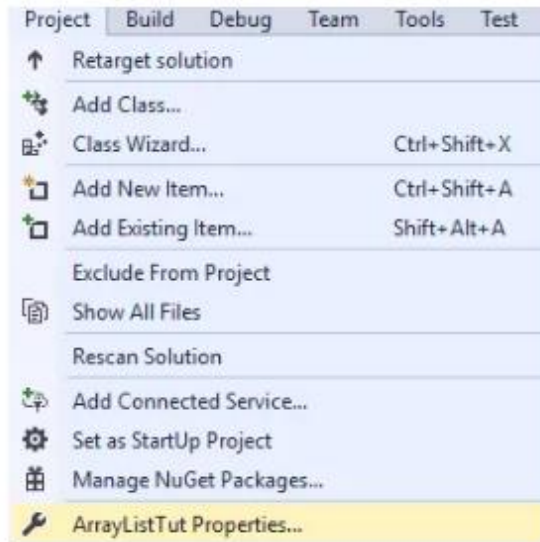 Project Build Debug Team Tools Test
Retarget solution
Add Class...
Class Wizard... Ctrl+Shift+X
Add New Item... Ctrl+Shift+A
Add Existing Item... Shift+Alt+A
Exclude From Project
Show All Files
Rescan Solution
Add Connected Service...
Set as StartUp Project
Manage NuGet Packages...
ArrayListTut Properties...